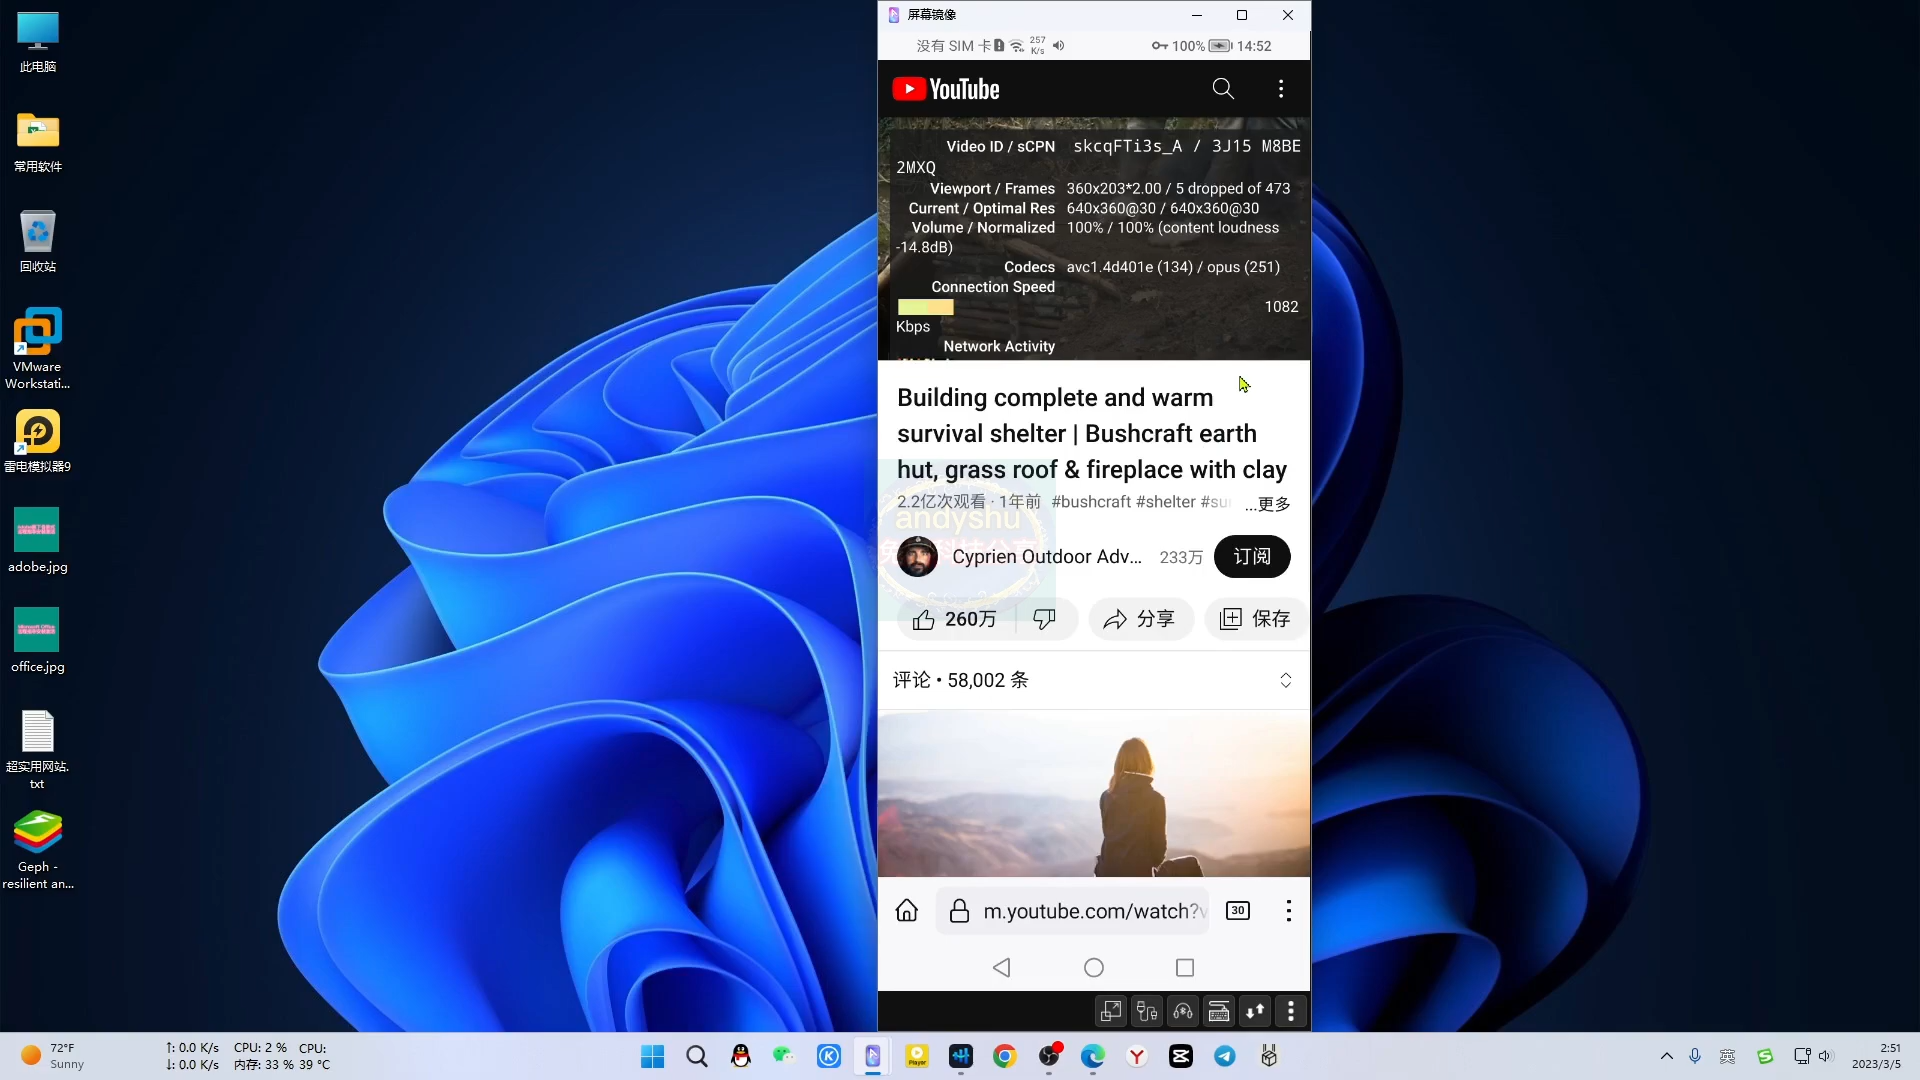 此电脑
常用软件
回收站
VMware
Workstati...
雷电模拟器9
adobe.jpg
office.jpg
超实用网站.
txt
Geph -
resilient an...
屏幕镜像
没有 SIM 卡 257 K/s 100% 14:52
YouTube
Video ID / sCPN skcqFTi3s_A / 3J15 M8BE
2MXQ
Viewport / Frames 360x203*2.00 / 5 dropped of 473
Current / Optimal Res 640x360@30 / 640x360@30
Volume / Normalized 100% / 100% (content loudness
-14.8dB)
Codecs avc1.4d401e (134) / opus (251)
Connection Speed
1082
Kbps
Network Activity
Building complete and warm
survival shelter | Bushcraft earth
hut, grass roof & fireplace with clay
2.2亿次观看 · 1年前 #bushcraft #shelter #su ...更多
andyshu
Cyprien Outdoor Adv... 233万 订阅
260万 分享 保存
评论 • 58,002 条
m.youtube.com/watch?v 30
72°F
Sunny
↑: 0.0 K/s CPU: 2 % CPU:
↓: 0.0 K/s 内存: 33 % 39 °C
Player
英
2:51
2023/3/5